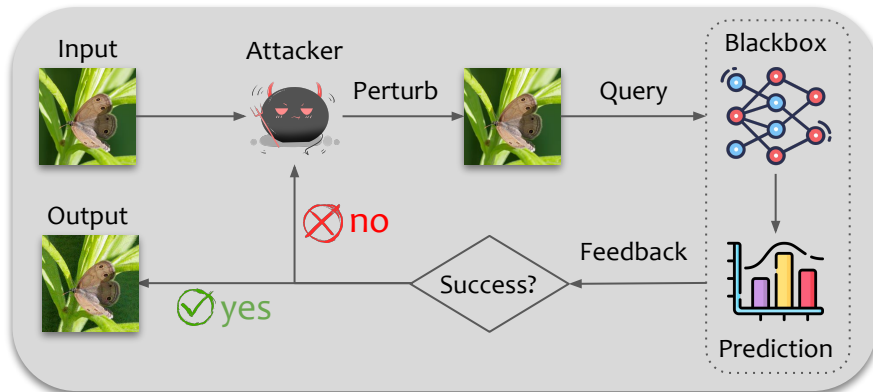 Input
Attacker
Perturb
Query
Blackbox
Output
no
yes
Success?
Feedback
Prediction